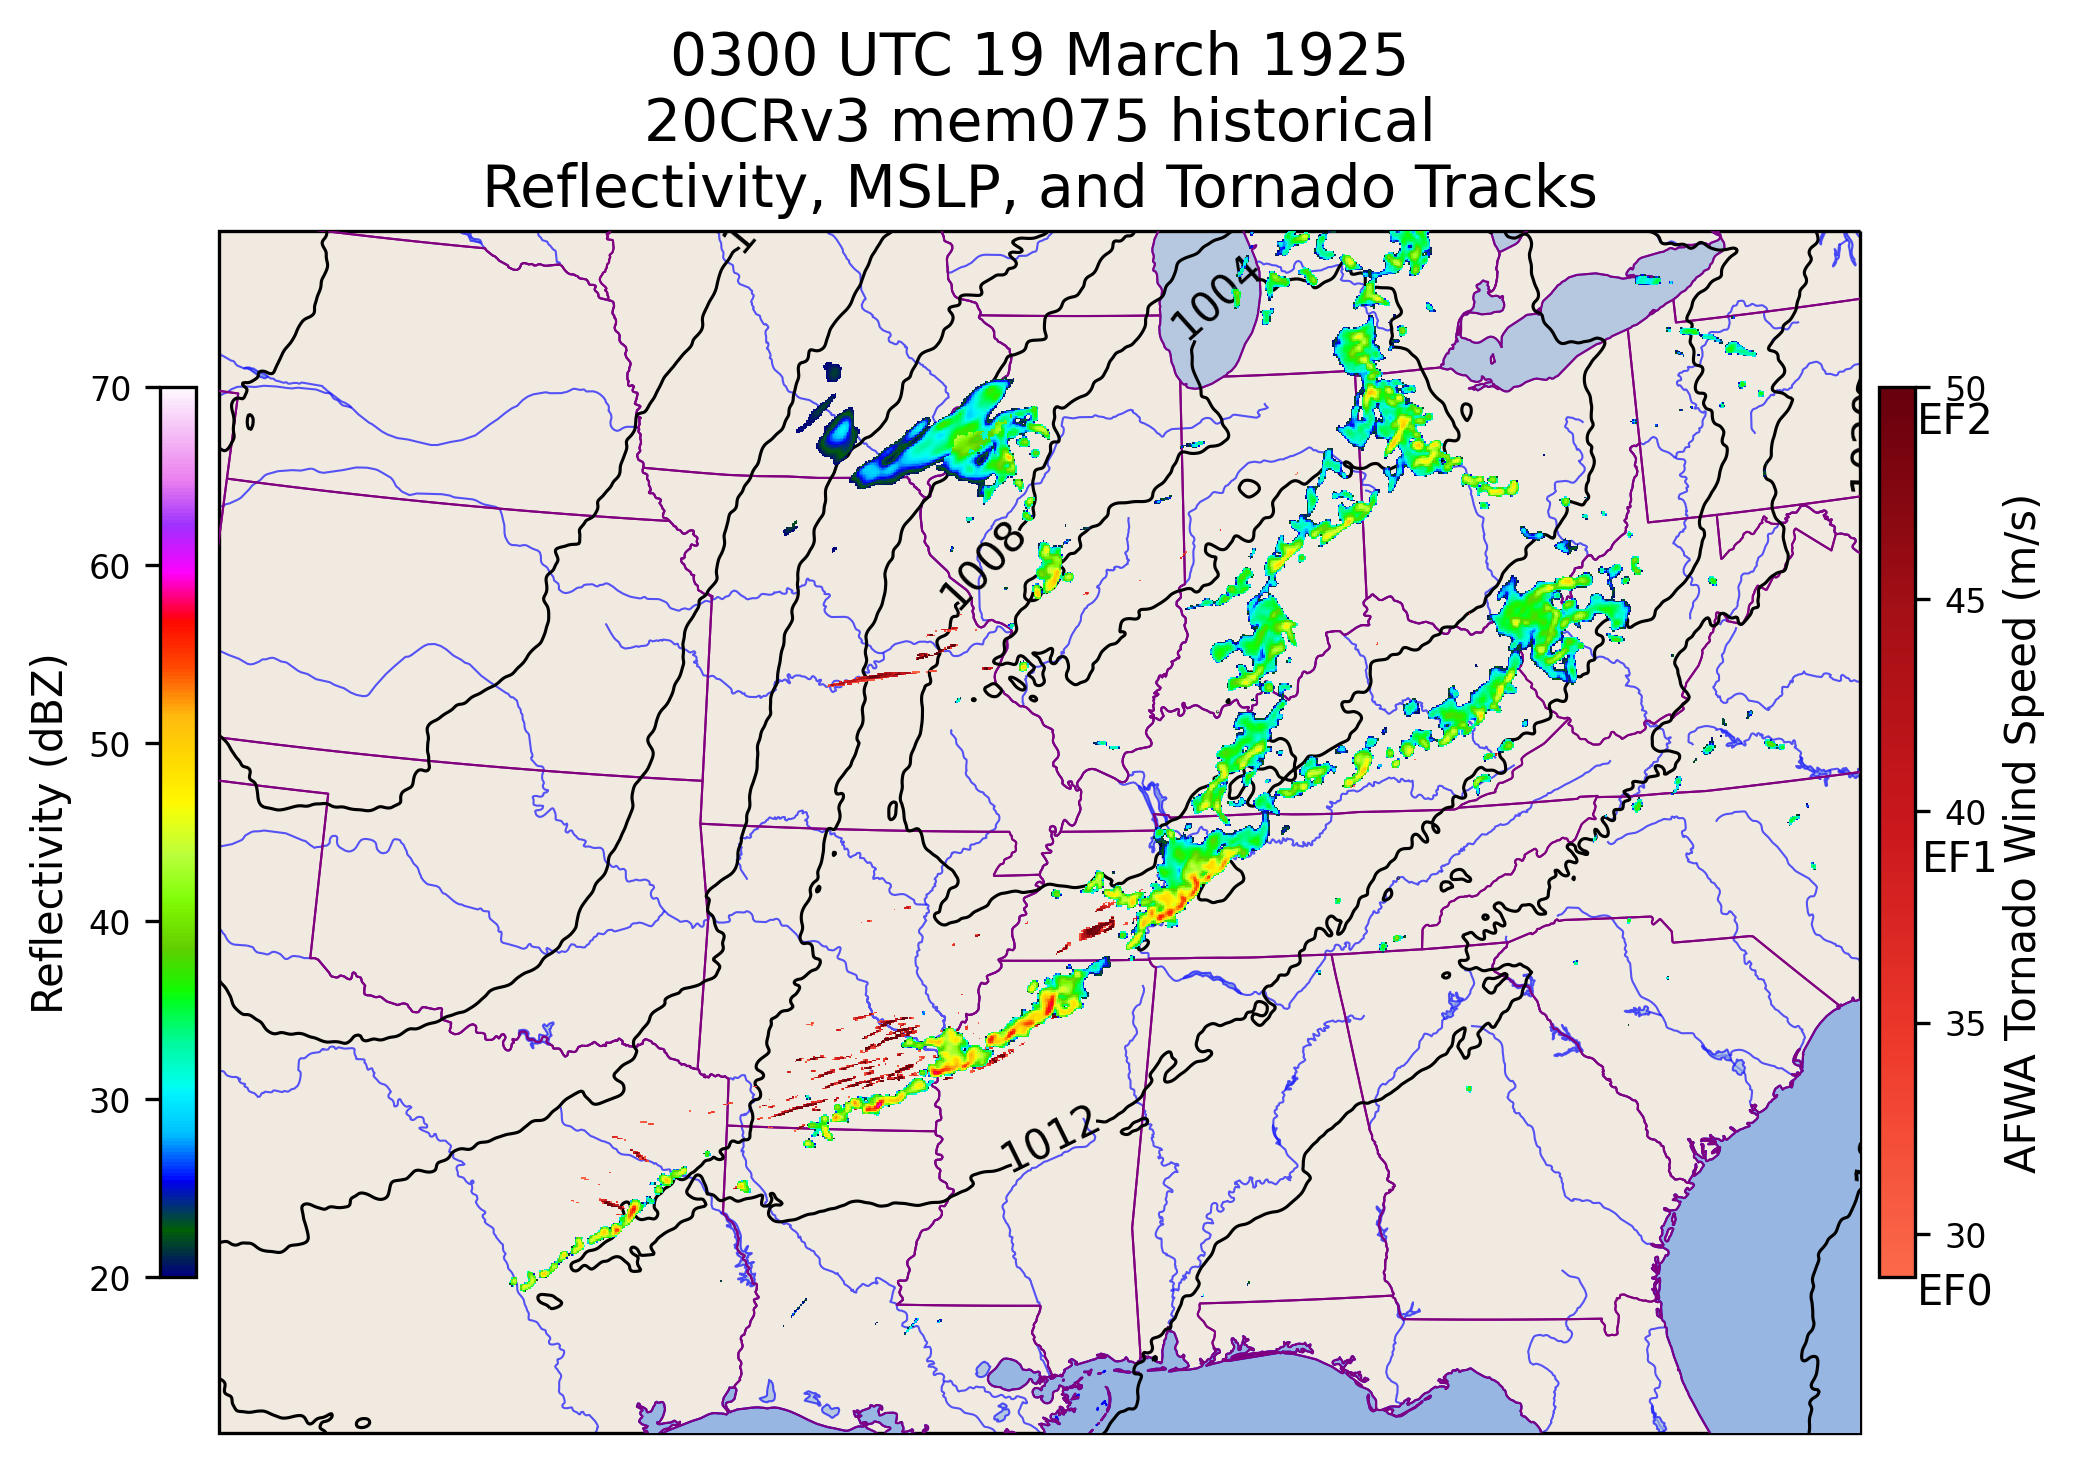 0300 UTC 19 March 1925
20CRv3 mem075 historical
Reflectivity, MSLP, and Tornado Tracks
Reflectivity (dBZ)
70
60
50
40
30
20
1004
1008
1012
50
EF2
45
40
EF1
35
30
EF0
AFWA Tornado Wind Speed (m/s)